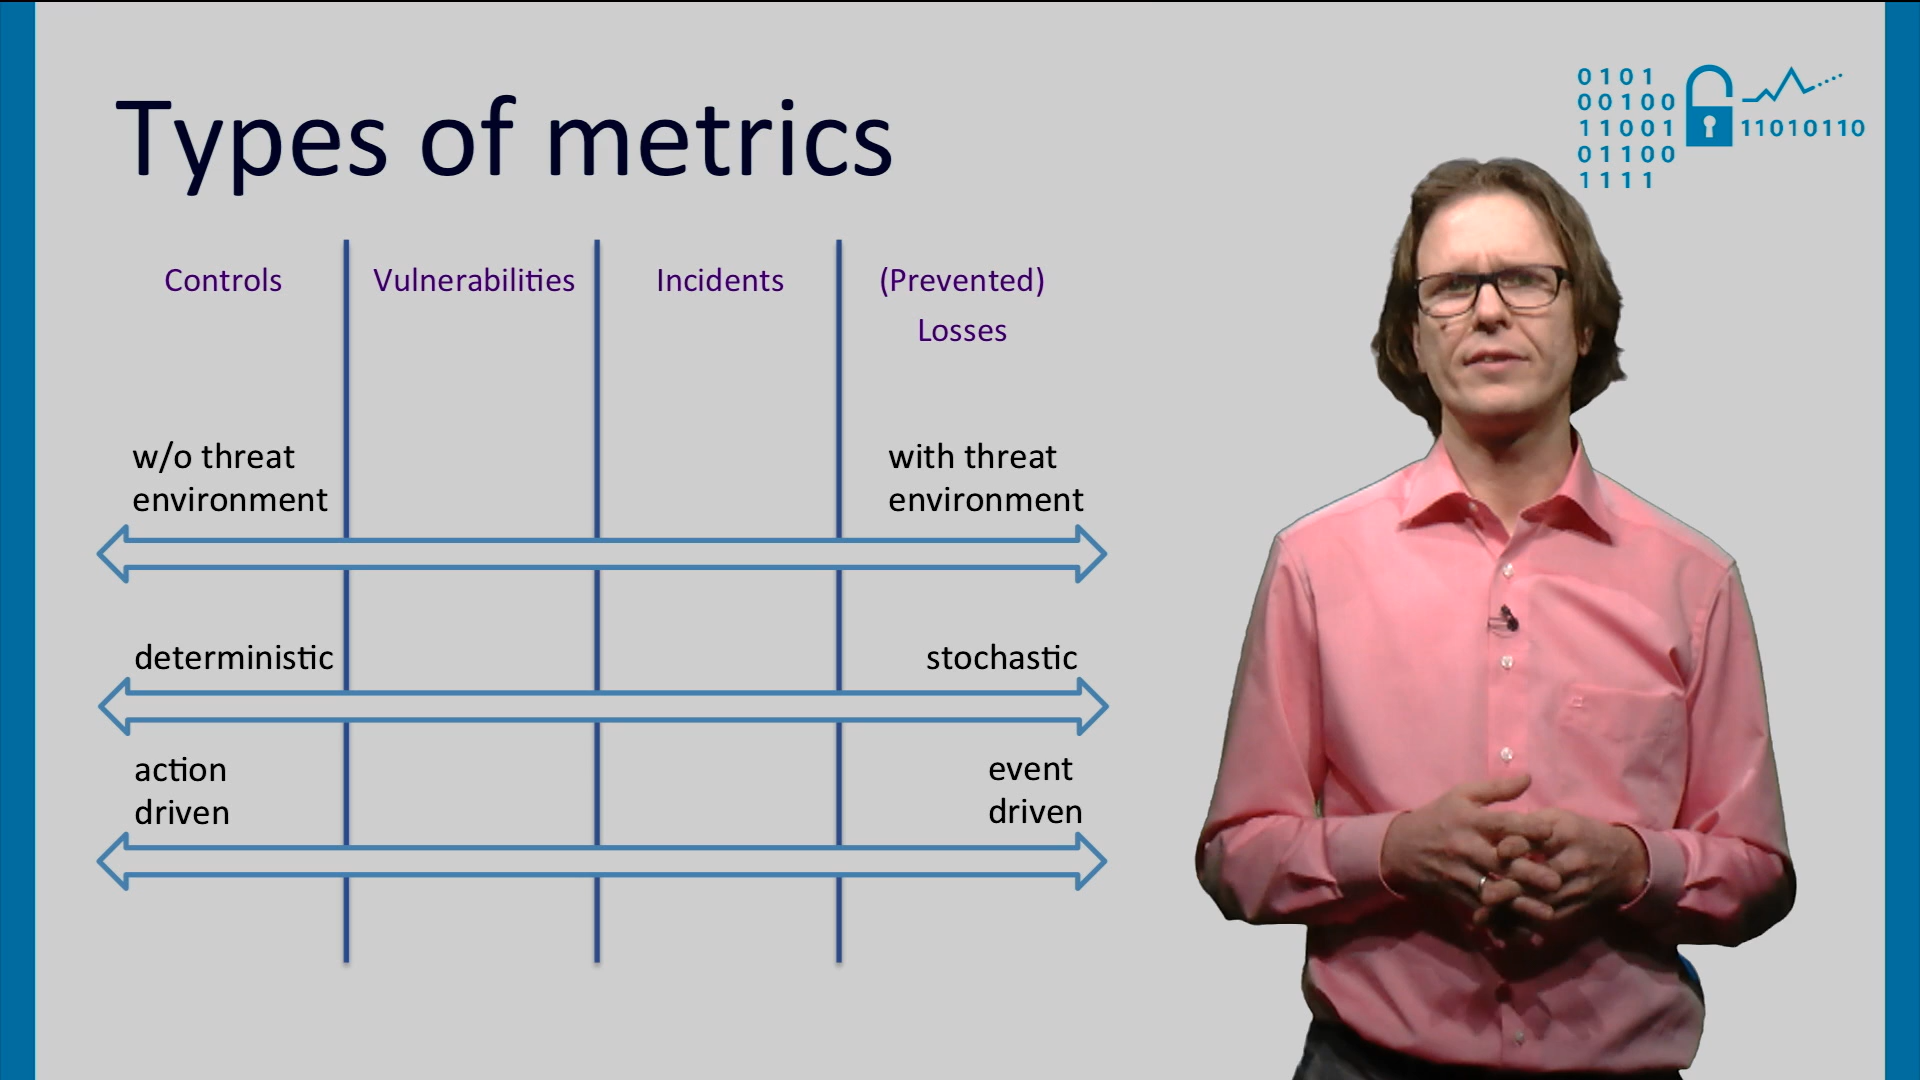 Types of metrics
0101
00100
11001
01100
1111
11010110
Controls
Vulnerabilities
Incidents
(Prevented)
Losses
w/o threat
environment
with threat
environment
deterministic
stochastic
action
driven
event
driven